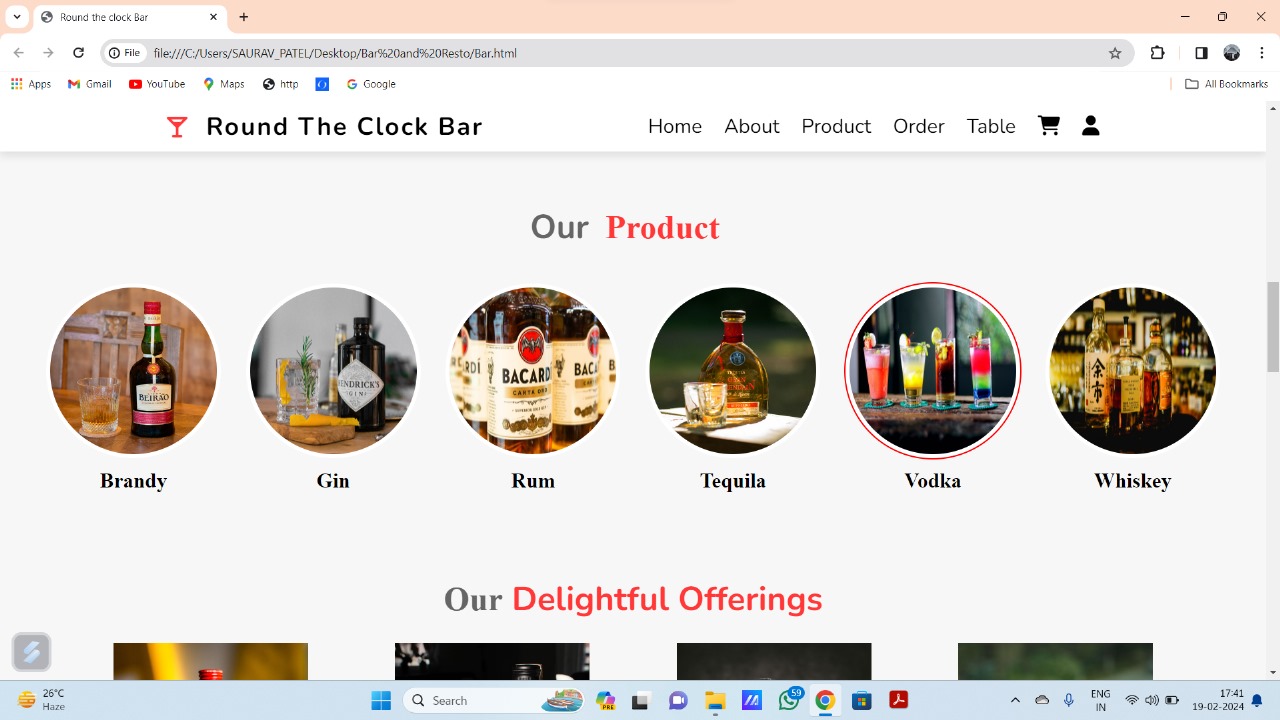 Round the clock Bar
File file:///C:/Users/SAURAV_PATEL/Desktop/Bar%20and%20Resto/Bar.html
Apps Gmail YouTube Maps http Google All Bookmarks
Round The Clock Bar Home About Product Order Table
Our Product
BEIRÃO
HENDRICK'S
GIN
BACARDI
CARTA ORO
余市
Brandy Gin Rum Tequila Vodka Whiskey
Our Delightful Offerings
26°C
Haze
Search
PRE
59
ENG
IN
17:41
19-02-2024